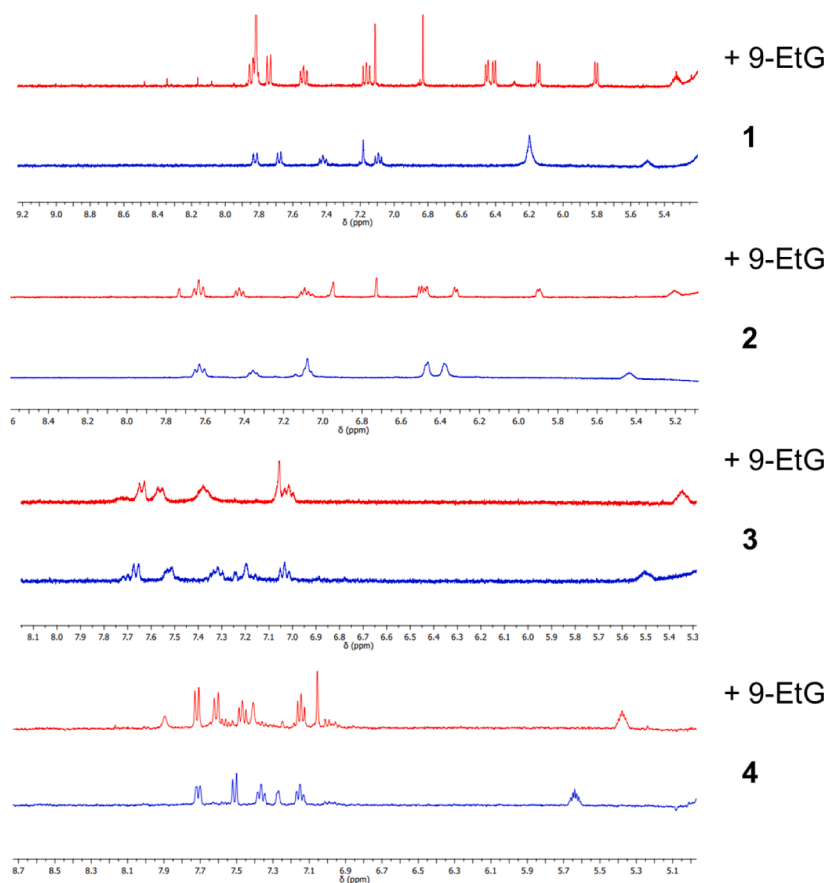 + 9-EtG
1
9.2 9.0 8.8 8.6 8.4 8.2 8.0 7.8 7.6 7.4 7.2 7.0 6.8 6.6 6.4 6.2 6.0 5.8 5.6 5.4
δ (ppm)
+ 9-EtG
2
6 8.4 8.2 8.0 7.8 7.6 7.4 7.2 7.0 6.8 6.6 6.4 6.2 6.0 5.8 5.6 5.4 5.2
δ (ppm)
+ 9-EtG
3
8.1 8.0 7.9 7.8 7.7 7.6 7.5 7.4 7.3 7.2 7.1 7.0 6.9 6.8 6.7 6.6 6.5 6.4 6.3 6.2 6.1 6.0 5.9 5.8 5.7 5.6 5.5 5.4 5.3
δ (ppm)
+ 9-EtG
4
8.7 8.5 8.3 8.1 7.9 7.7 7.5 7.3 7.1 6.9 6.7 6.5 6.3 6.1 5.9 5.7 5.5 5.3 5.1
δ (ppm)